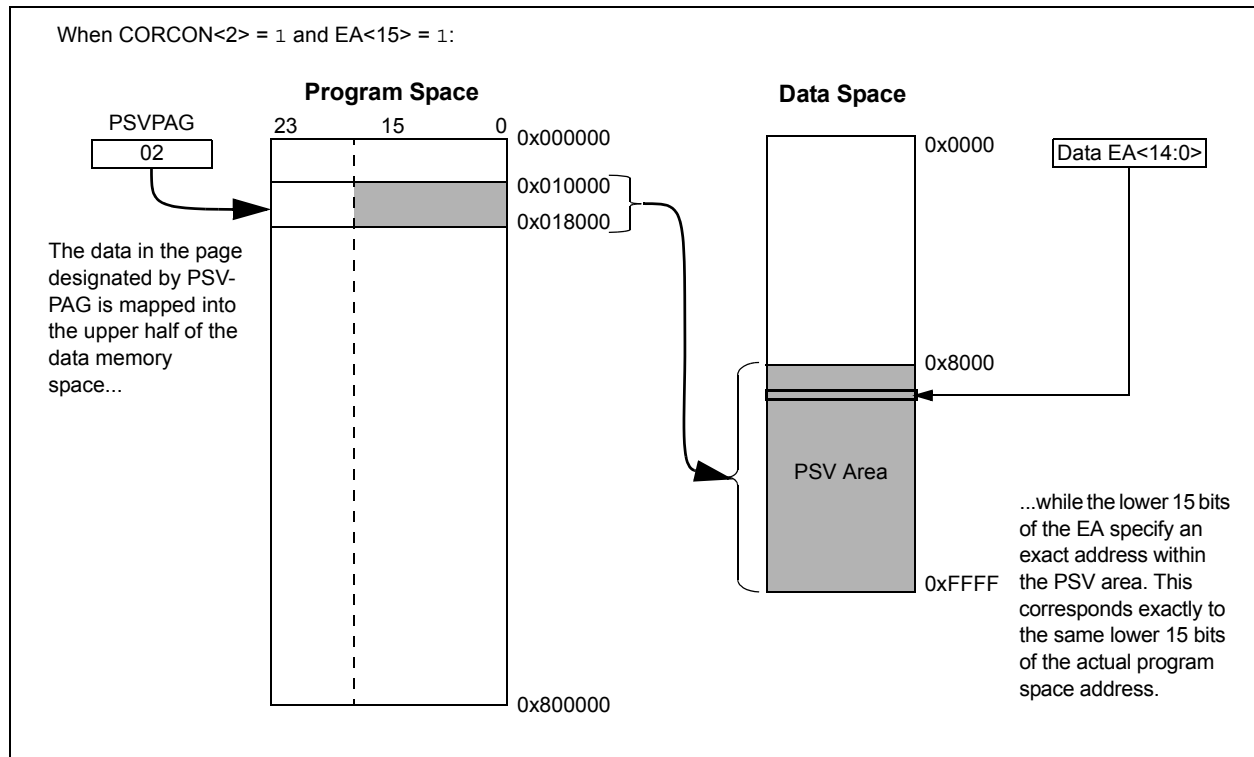 When CORCON<2> = 1 and EA<15> = 1:
Program Space
Data Space
PSVPAG
02
23 15 0
0x000000
0x010000
0x018000
0x800000
The data in the page
designated by PSV-
PAG is mapped into
the upper half of the
data memory
space...
0x0000
0x8000
PSV Area
0xFFFF
Data EA<14:0>
...while the lower 15 bits
of the EA specify an
exact address within
the PSV area. This
corresponds exactly to
the same lower 15 bits
of the actual program
space address.